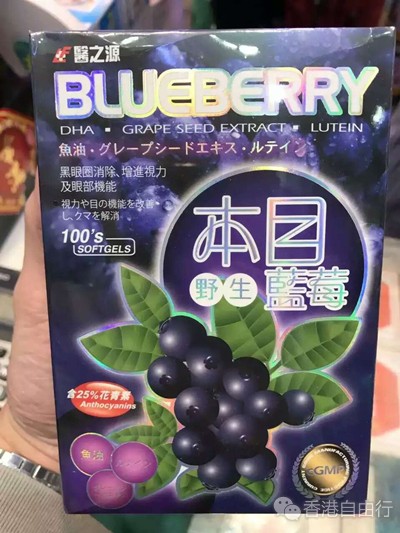 醫之源
BLUEBERRY
DHA ▪ GRAPE SEED EXTRACT ▪ LUTEIN
魚油・グレープシードエキス・ルテイン
黑眼圈消除、增進視力
及眼部機能
視力や目の機能を改善
し、クマを解消
100's
SOFTGELS
本目
野生藍莓
含25%花青素
Anthocyanins
魚油
cGMP
香港自由行